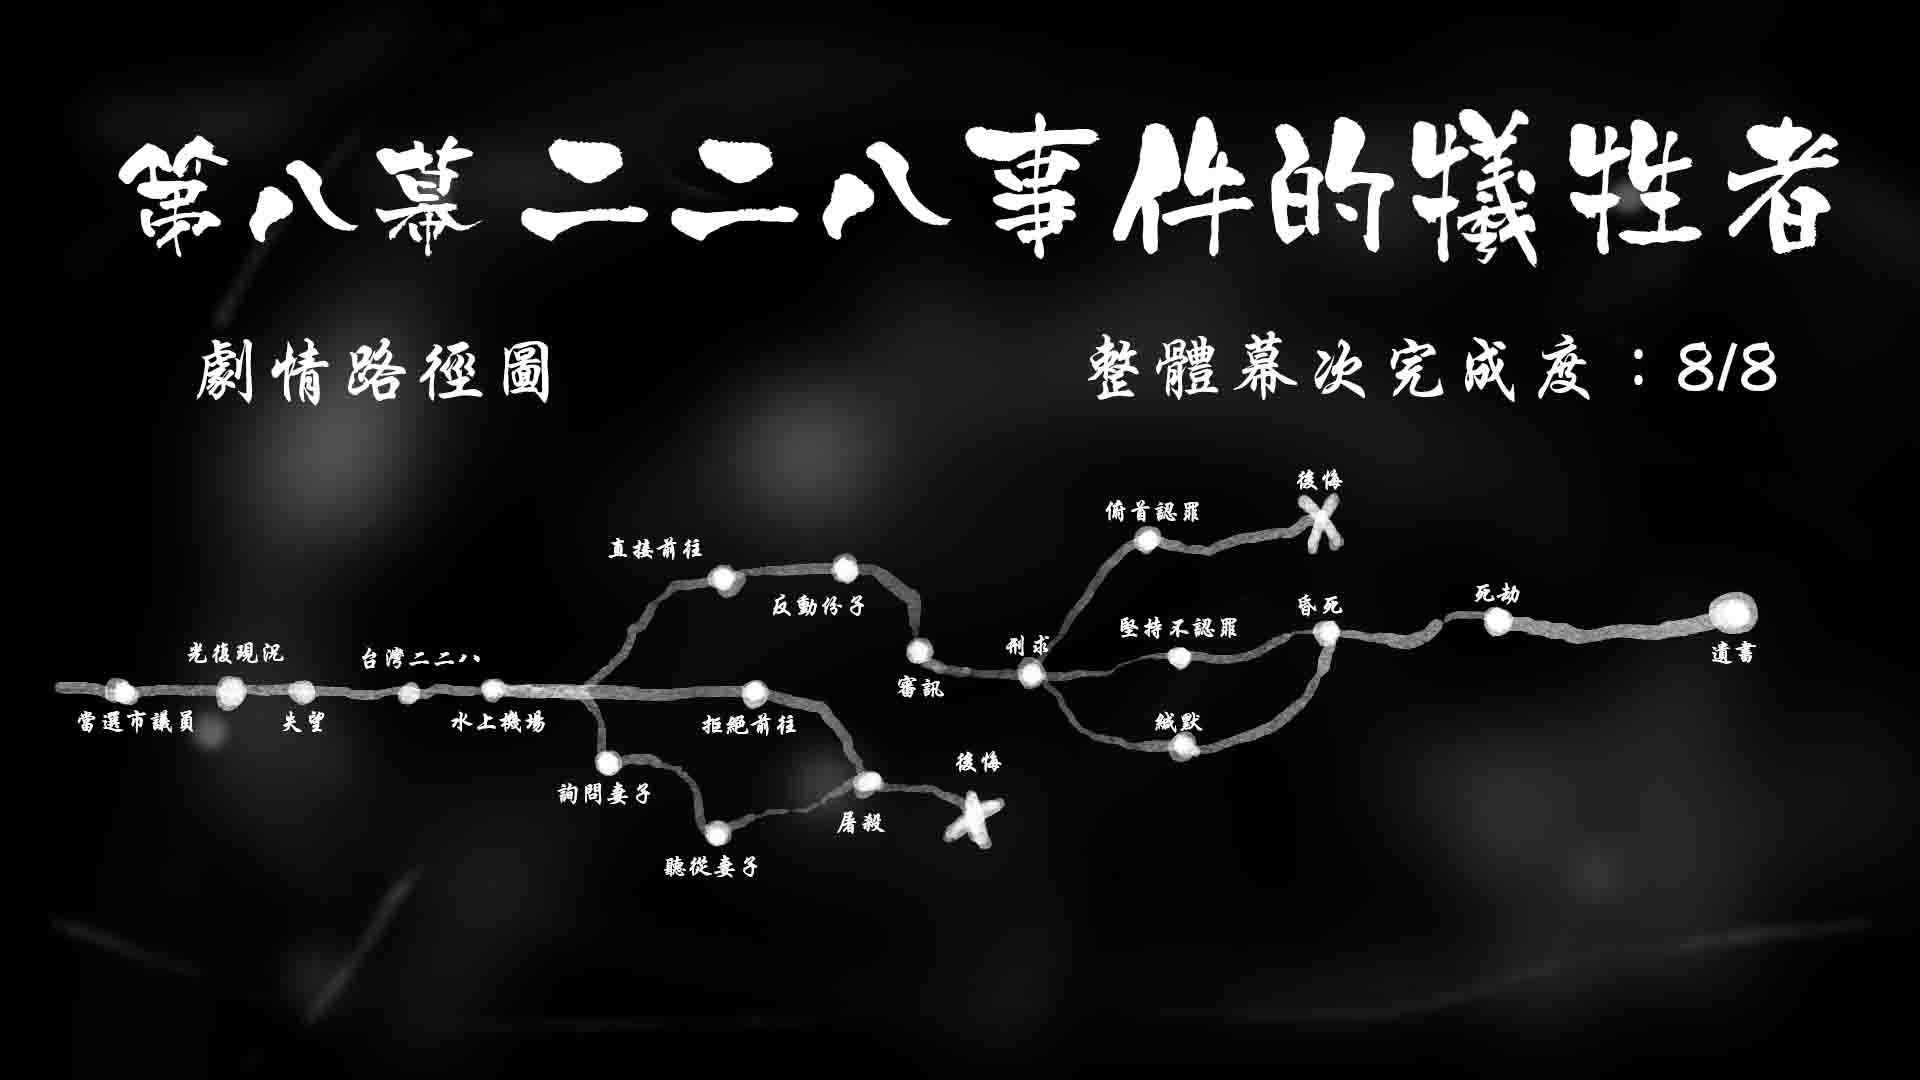 第八幕 二二八事件的犧牲者
劇情路徑圖
整體幕次完成度：8/8
當選市議員
光復現況
失望
台灣二二八
水上機場
直接前往
反動份子
審訊
拒絕前往
詢問妻子
聽從妻子
屠殺
後悔
刑求
俯首認罪
後悔
堅持不認罪
緘默
昏死
死劫
遺書